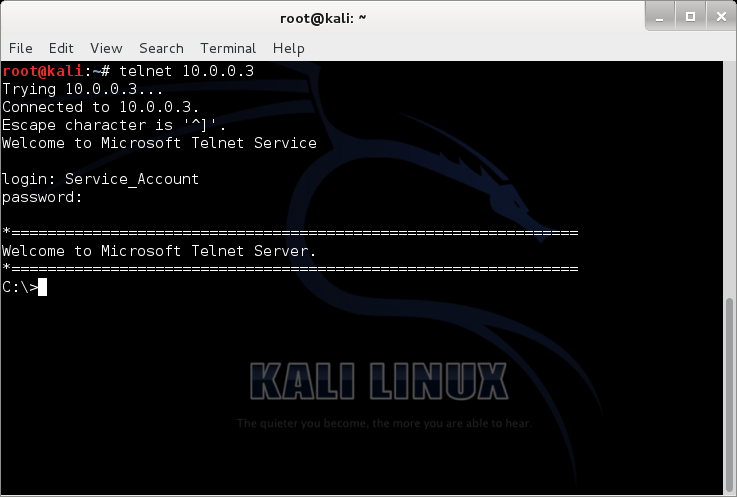 root@kali: ~
File Edit View Search Terminal Help
root@kali:~# telnet 10.0.0.3
Trying 10.0.0.3...
Connected to 10.0.0.3.
Escape character is '^]'.
Welcome to Microsoft Telnet Service
login: Service_Account
password:
*===============================================================
Welcome to Microsoft Telnet Server.
*===============================================================
C:\>
KALI LINUX
The quieter you become, the more you are able to hear